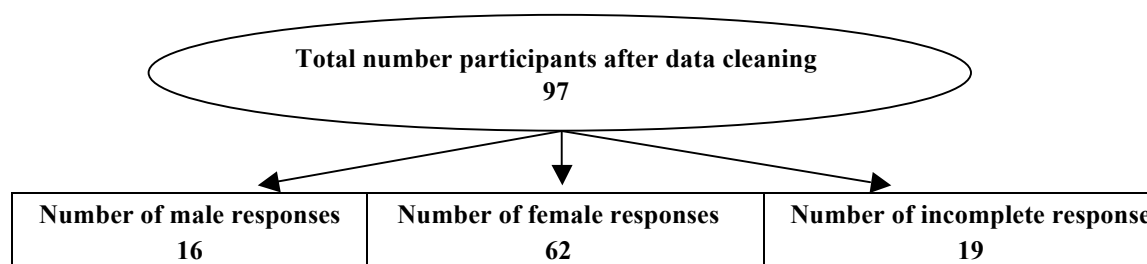 Total number participants after data cleaning
97
Number of male responses
16
Number of female responses
62
Number of incomplete response
19